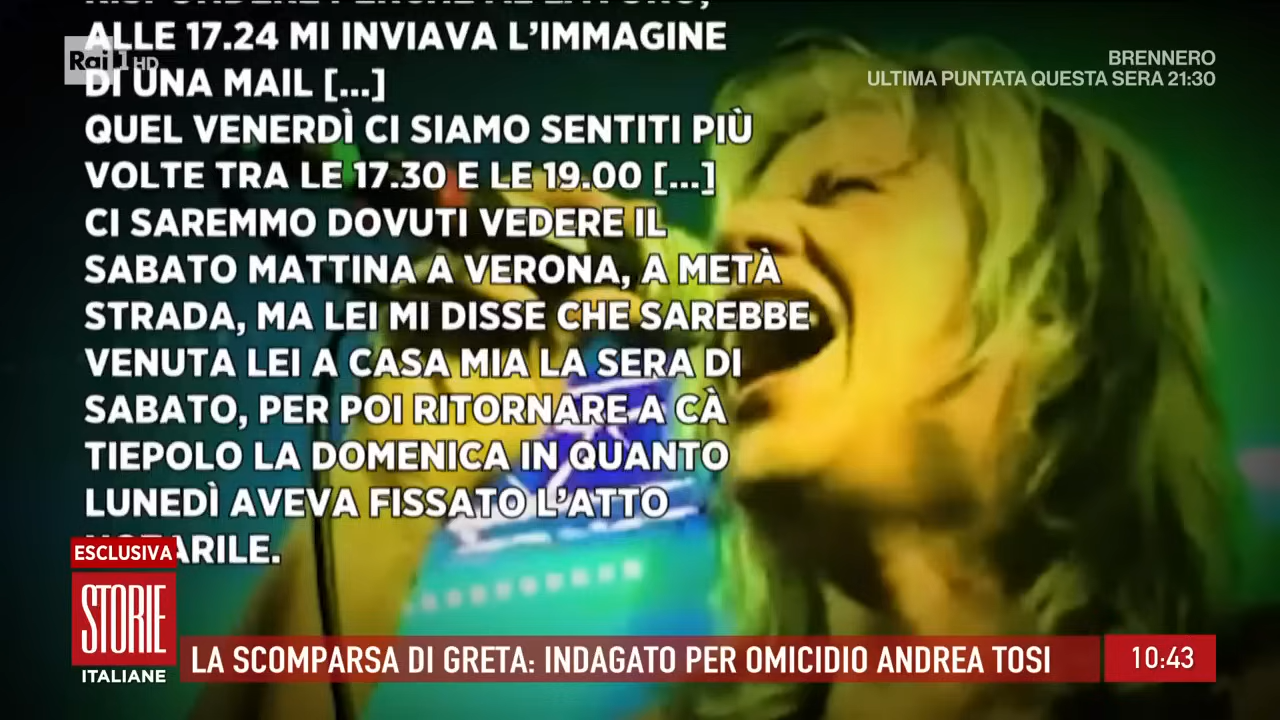 ALLE 17.24 MI INVIAVA L'IMMAGINE
Rai 1 HD
DI UNA MAIL [...]
BRENNERO
ULTIMA PUNTATA QUESTA SERA 21:30
QUEL VENERDÌ CI SIAMO SENTITI PIÙ
VOLTE TRA LE 17.30 E LE 19.00 [...]
CI SAREMMO DOVUTI VEDERE IL
SABATO MATTINA A VERONA, A METÀ
STRADA, MA LEI MI DISSE CHE SAREBBE
VENUTA LEI A CASA MIA LA SERA DI
SABATO, PER POI RITORNARE A CÀ
TIEPOLO LA DOMENICA IN QUANTO
LUNEDÌ AVEVA FISSATO L'ATTO
ESCLUSIVA
STORIE
ITALIANE
LA SCOMPARSA DI GRETA: INDAGATO PER OMICIDIO ANDREA TOSI
10:43